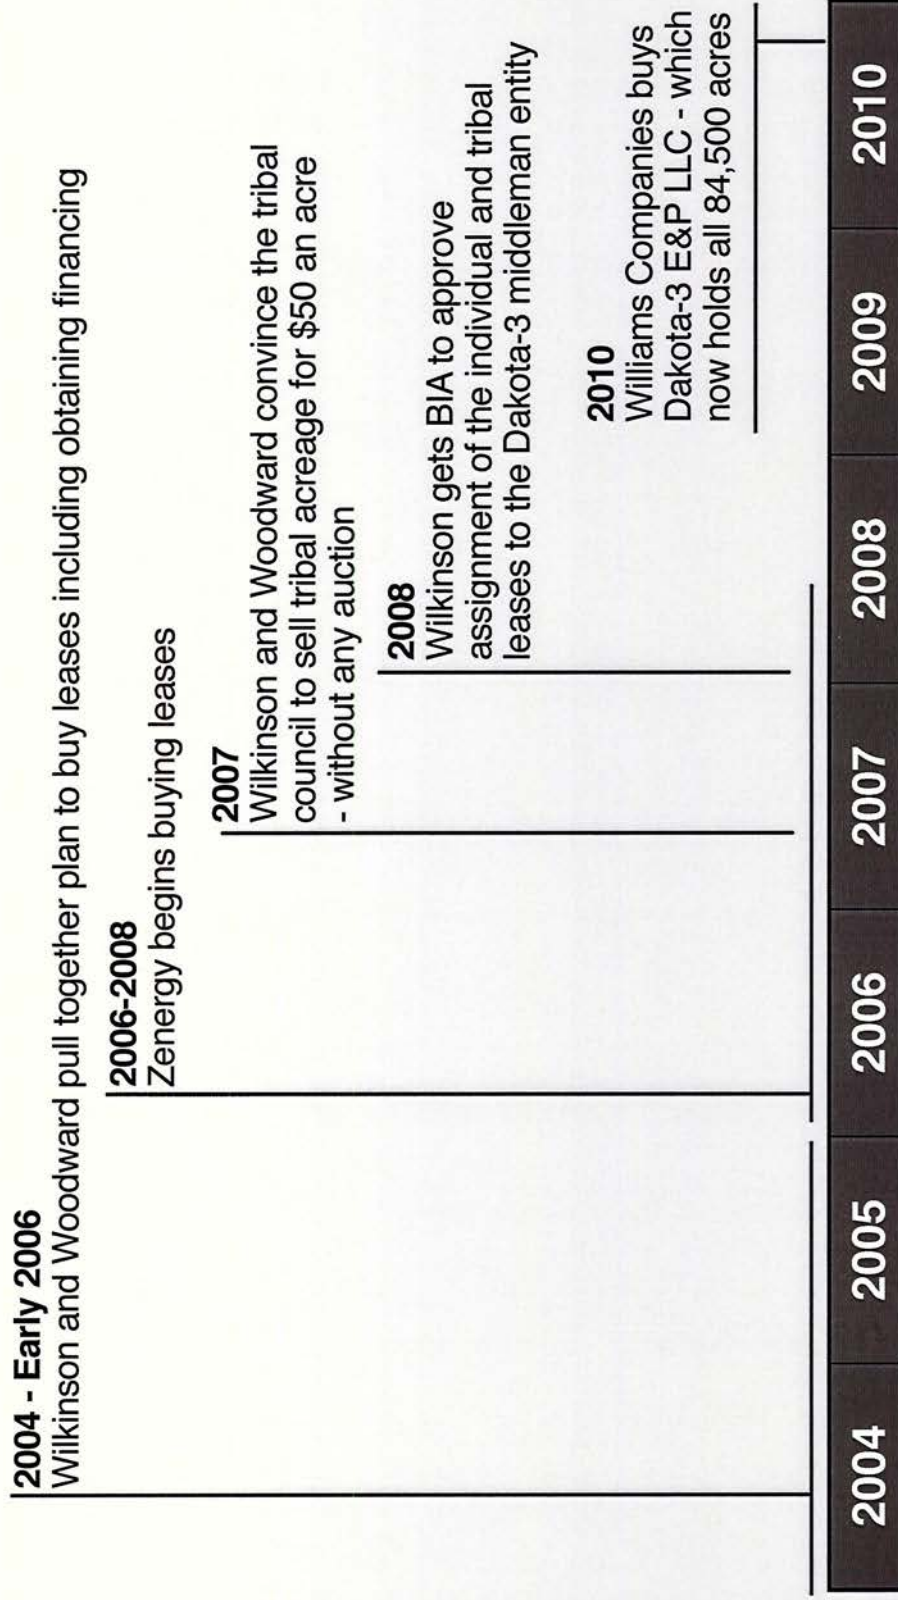 2004 - Early 2006
Wilkinson and Woodward pull together plan to buy leases including obtaining financing
2006-2008
Zenergy begins buying leases
2007
Wilkinson and Woodward convince the tribal
council to sell tribal acreage for $50 an acre
- without any auction
2008
Wilkinson gets BIA to approve
assignment of the individual and tribal
leases to the Dakota-3 middleman entity
2010
Williams Companies buys
Dakota-3 E&P LLC - which
now holds all 84,500 acres
2004 2005 2006 2007 2008 2009 2010